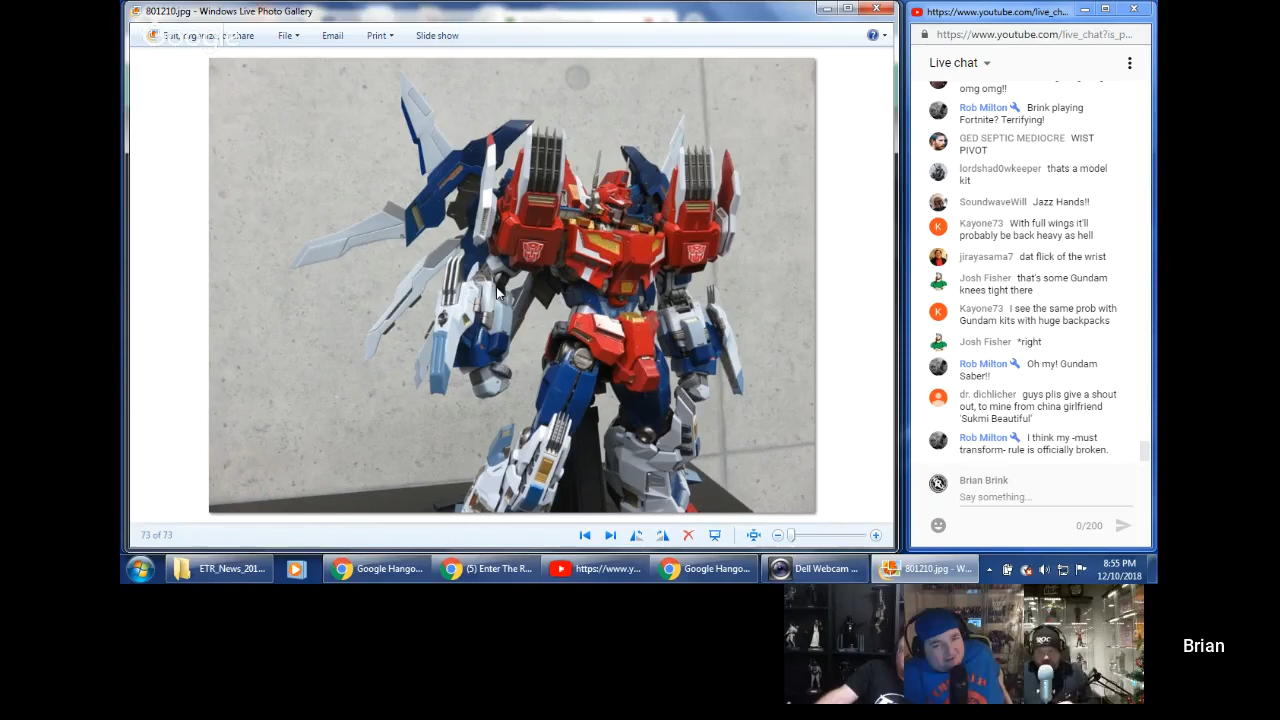 801210.jpg - Windows Live Photo Gallery
Google
File
Email
Print
Slide show
73 of 73
https://www.youtube.com/live_ch...
https://www.youtube.com/live_chat?is_p...
Live chat
omg omg!!
Rob Milton Brink playing
Fortnite? Terrifying!
GED SEPTIC MEDIOCRE WIST
PIVOT
lordshad0wkeeper thats a model
kit
SoundwaveWill Jazz Hands!!
Kayone73 With full wings it'll
probably be back heavy as hell
jirayasama7 dat flick of the wrist
Josh Fisher that's some Gundam
knees tight there
Kayone73 I see the same prob with
Gundam kits with huge backpacks
Josh Fisher *right
Rob Milton Oh my! Gundam
Saber!!
dr. dichlicher guys plis give a shout
out, to mine from china girlfriend
'Sukmi Beautiful'
Rob Milton I think my -must
transform- rule is officially broken.
Brian Brink
Say something...
0/200
ETR_News_201...
Google Hango...
(5) Enter The R...
https://www.y...
Google Hango...
Dell Webcam ...
801210.jpg - W...
8:55 PM
12/10/2018
ROC
Brian